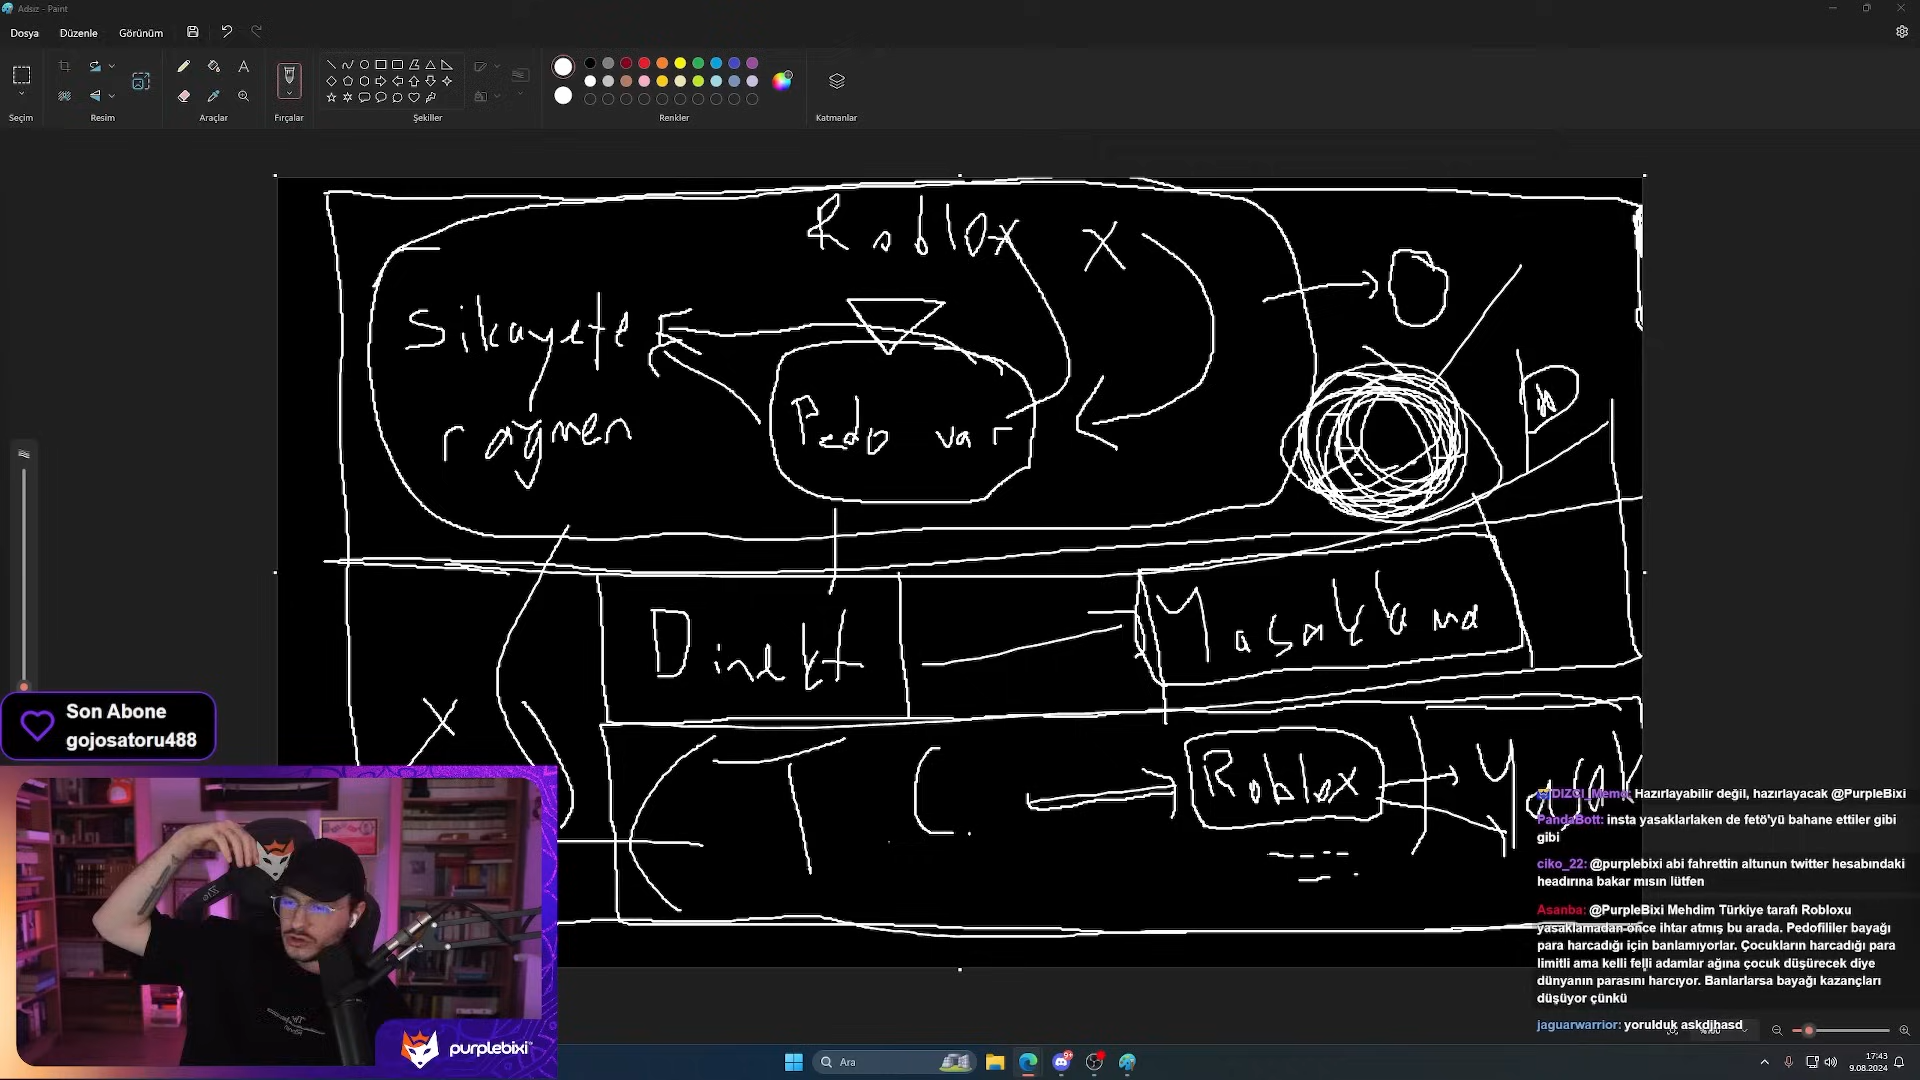 Adsız - Paint
Dosya
Düzenle
Görünüm
Seçim
Resim
Araçlar
Fırçalar
Şekiller
Renkler
Katmanlar
Roblox X
Sikayete
ragmen
Pedo var
Direkt
Yasaklama
X
T C.
Roblox
Yasak
Son Abone
gojosatoru488
purplebixi
DIZCI_Memo: Hazırlayabilir değil, hazırlayacak @PurpleBixi
PandaBott: insta yasaklarlaken de fetö'yü bahane ettiler gibi
gibi
ciko_22: @purplebixi abi fahrettin altunun twitter hesabındaki
headırına bakar mısın lütfen
Asanba: @PurpleBixi Mehdim Türkiye tarafı Robloxu
yasaklamadan önce ihtar atmış bu arada. Pedofililer bayağı
para harcadığı için banlamıyorlar. Çocukların harcadığı para
limitli ama kelli felli adamlar ağına çocuk düşürecek diye
dünyanın parasını harcıyor. Banlarlarsa bayağı kazançları
düşüyor çünkü
jaguarwarrior: yorulduk askdjhasd
Ara
17:43
9.08.2024